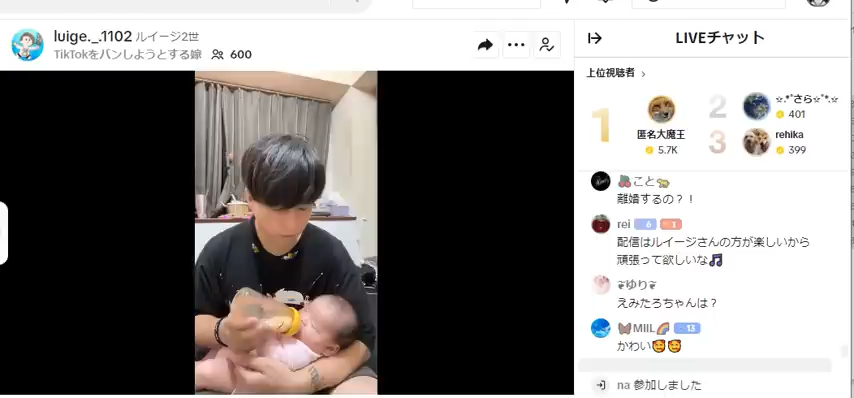 luige._.1102 ルイージ2世
TikTokをバンしようとする嫁 600
LIVEチャット
上位視聴者
1
匿名大魔王
5.7K
2
☆.*ﾟさら☆ﾟ*.☆
401
3
rehika
399
🍒こと🐆
離婚するの？！
rei 6 1
配信はルイージさんの方が楽しいから
頑張って欲しいな🎵
❦ゆり❦
えみたろちゃんは？
🦋MIIL🌈 13
かわい🥰🥰
na 参加しました